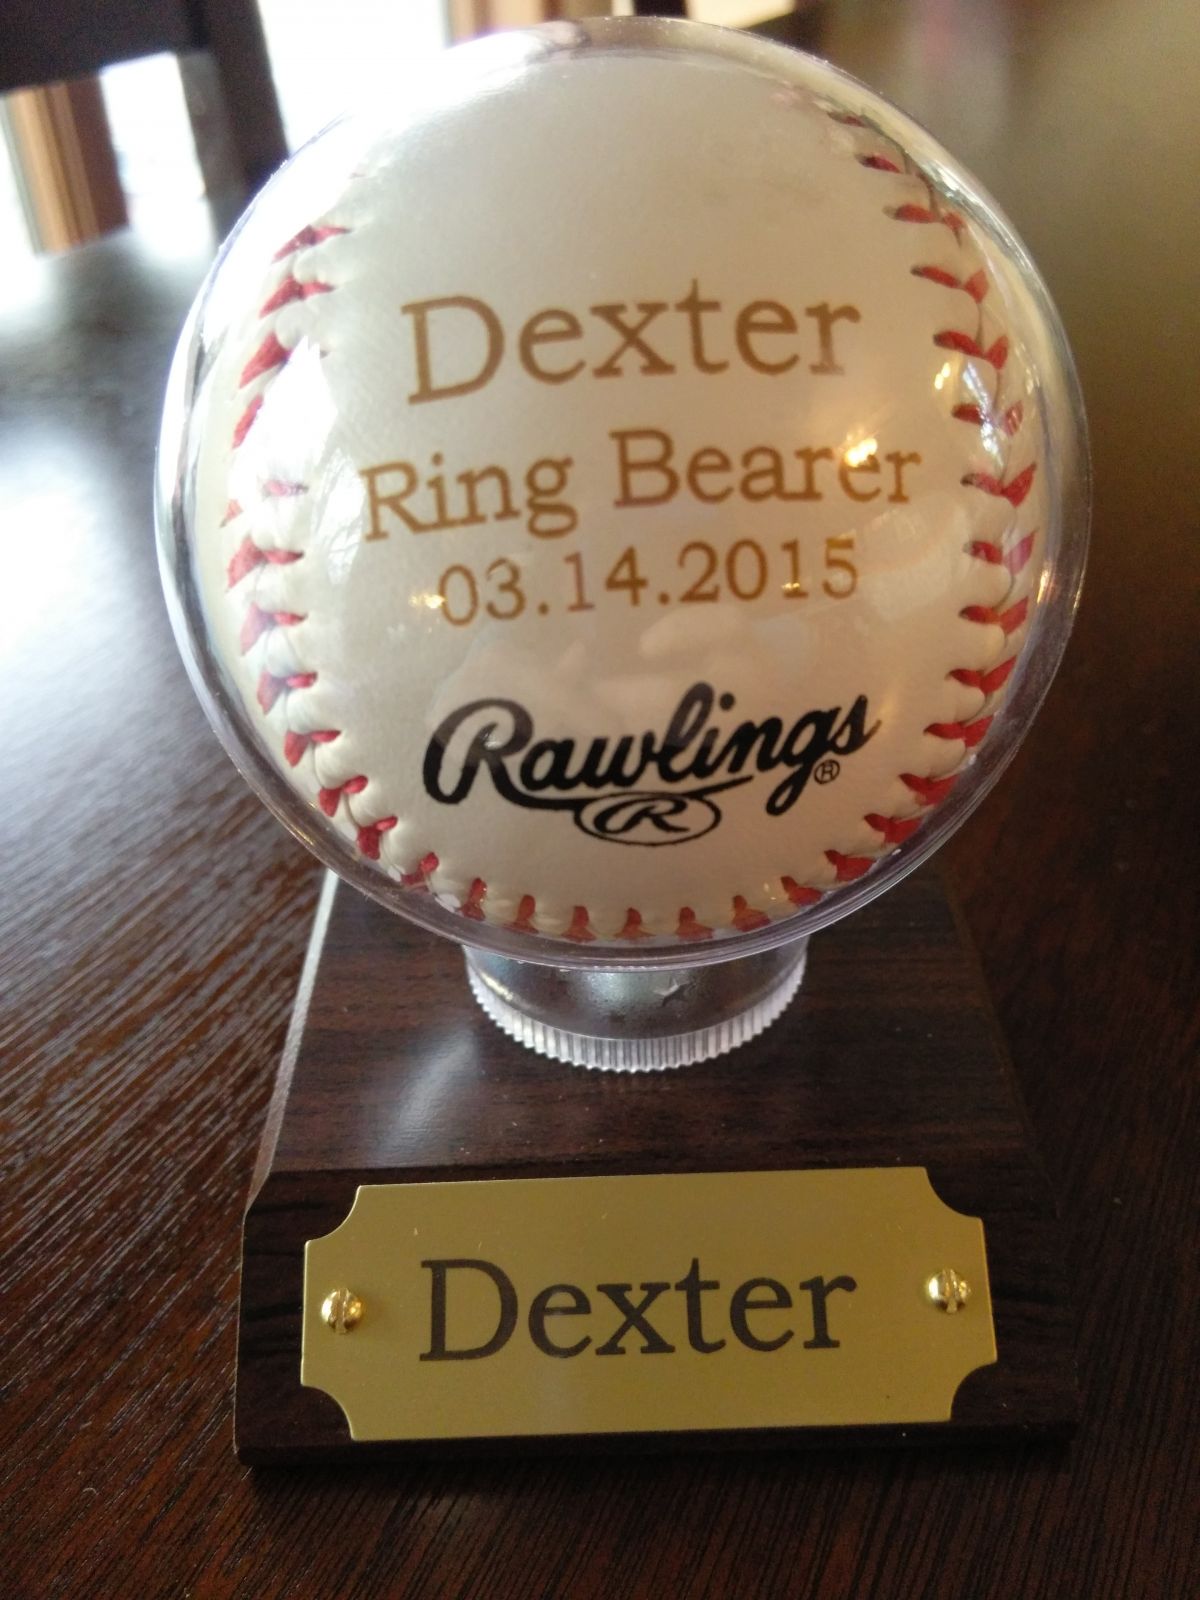 Dexter
Ring Bearer
03.14.2015
Rawlings®
R
Dexter